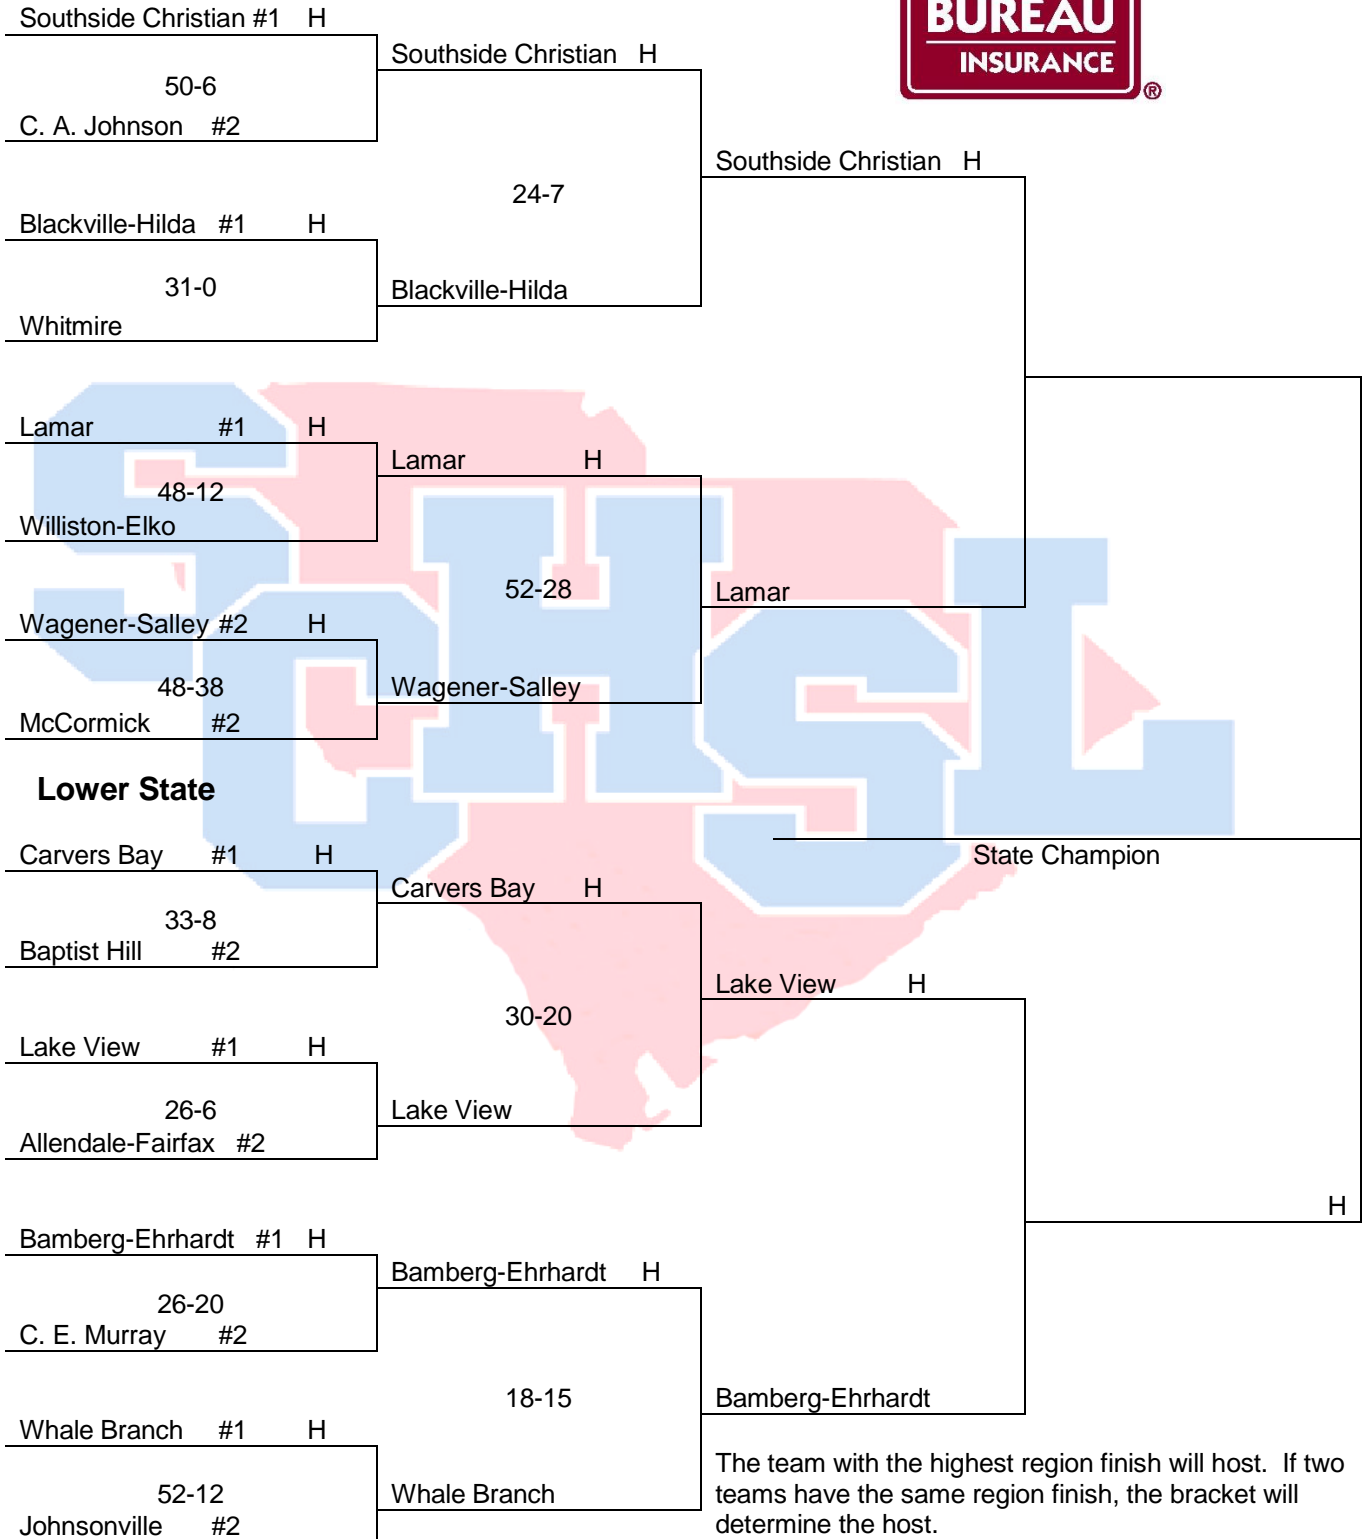 BUREAU
INSURANCE
®
Southside Christian #1 H
50-6
C. A. Johnson #2
Blackville-Hilda #1 H
31-0
Whitmire
Lamar #1 H
48-12
Williston-Elko
Wagener-Salley #2 H
48-38
McCormick #2
Southside Christian H
24-7
Blackville-Hilda
Lamar H
52-28
Wagener-Salley
Southside Christian H
Lamar
SCHSL
Lower State
Carvers Bay #1 H
33-8
Baptist Hill #2
Lake View #1 H
26-6
Allendale-Fairfax #2
Bamberg-Ehrhardt #1 H
26-20
C. E. Murray #2
Whale Branch #1 H
52-12
Johnsonville #2
Carvers Bay H
30-20
Lake View
Bamberg-Ehrhardt H
18-15
Whale Branch
Lake View H
Bamberg-Ehrhardt
H
State Champion
The team with the highest region finish will host. If two
teams have the same region finish, the bracket will
determine the host.